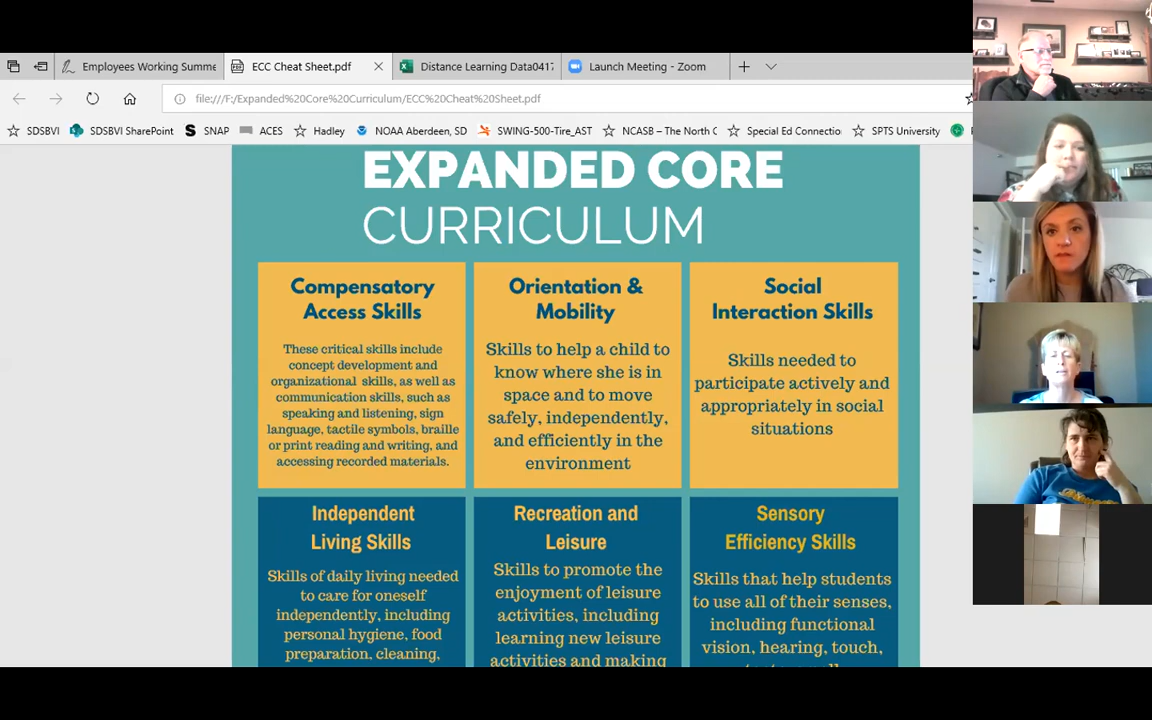 Employees Working Summe
ECC Cheat Sheet.pdf
Distance Learning Data0417
Launch Meeting - Zoom
file:///F:/Expanded%20Core%20Curriculum/ECC%20Cheat%20Sheet.pdf
SDSBVI
SDSBVI SharePoint
SNAP
ACES
Hadley
NOAA Aberdeen, SD
SWING-500-Tire_AST
NCASB – The North C
Special Ed Connectio
SPTS University
EXPANDED CORE
CURRICULUM
Compensatory
Access Skills
These critical skills include
concept development and
organizational skills, as well as
communication skills, such as
speaking and listening, sign
language, tactile symbols, braille
or print reading and writing, and
accessing recorded materials.
Orientation &
Mobility
Skills to help a child to
know where she is in
space and to move
safely, independently,
and efficiently in the
environment
Social
Interaction Skills
Skills needed to
participate actively and
appropriately in social
situations
Independent
Living Skills
Skills of daily living needed
to care for oneself
independently, including
personal hygiene, food
preparation, cleaning,
Recreation and
Leisure
Skills to promote the
enjoyment of leisure
activities, including
learning new leisure
activities and making
Sensory
Efficiency Skills
Skills that help students
to use all of their senses,
including functional
vision, hearing, touch,